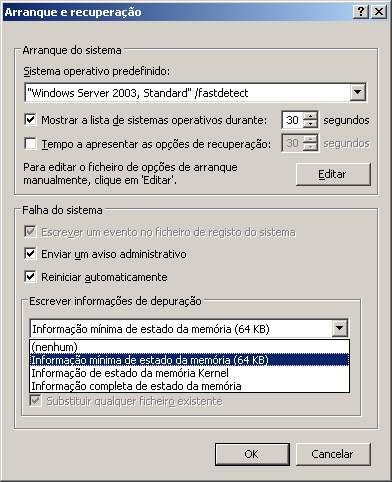 Arranque e recuperação
Arranque do sistema
Sistema operativo predefinido:
"Windows Server 2003, Standard" /fastdetect
Mostrar a lista de sistemas operativos durante: 30 segundos
Tempo a apresentar as opções de recuperação: 30 segundos
Para editar o ficheiro de opções de arranque
manualmente, clique em 'Editar'.
Editar
Falha do sistema
Escrever um evento no ficheiro de registo do sistema
Enviar um aviso administrativo
Reiniciar automaticamente
Escrever informações de depuração
Informação mínima de estado da memória (64 KB)
(nenhum)
Informação mínima de estado da memória (64 KB)
Informação de estado da memória Kernel
Informação completa de estado da memória
Substituir qualquer ficheiro existente
OK
Cancelar